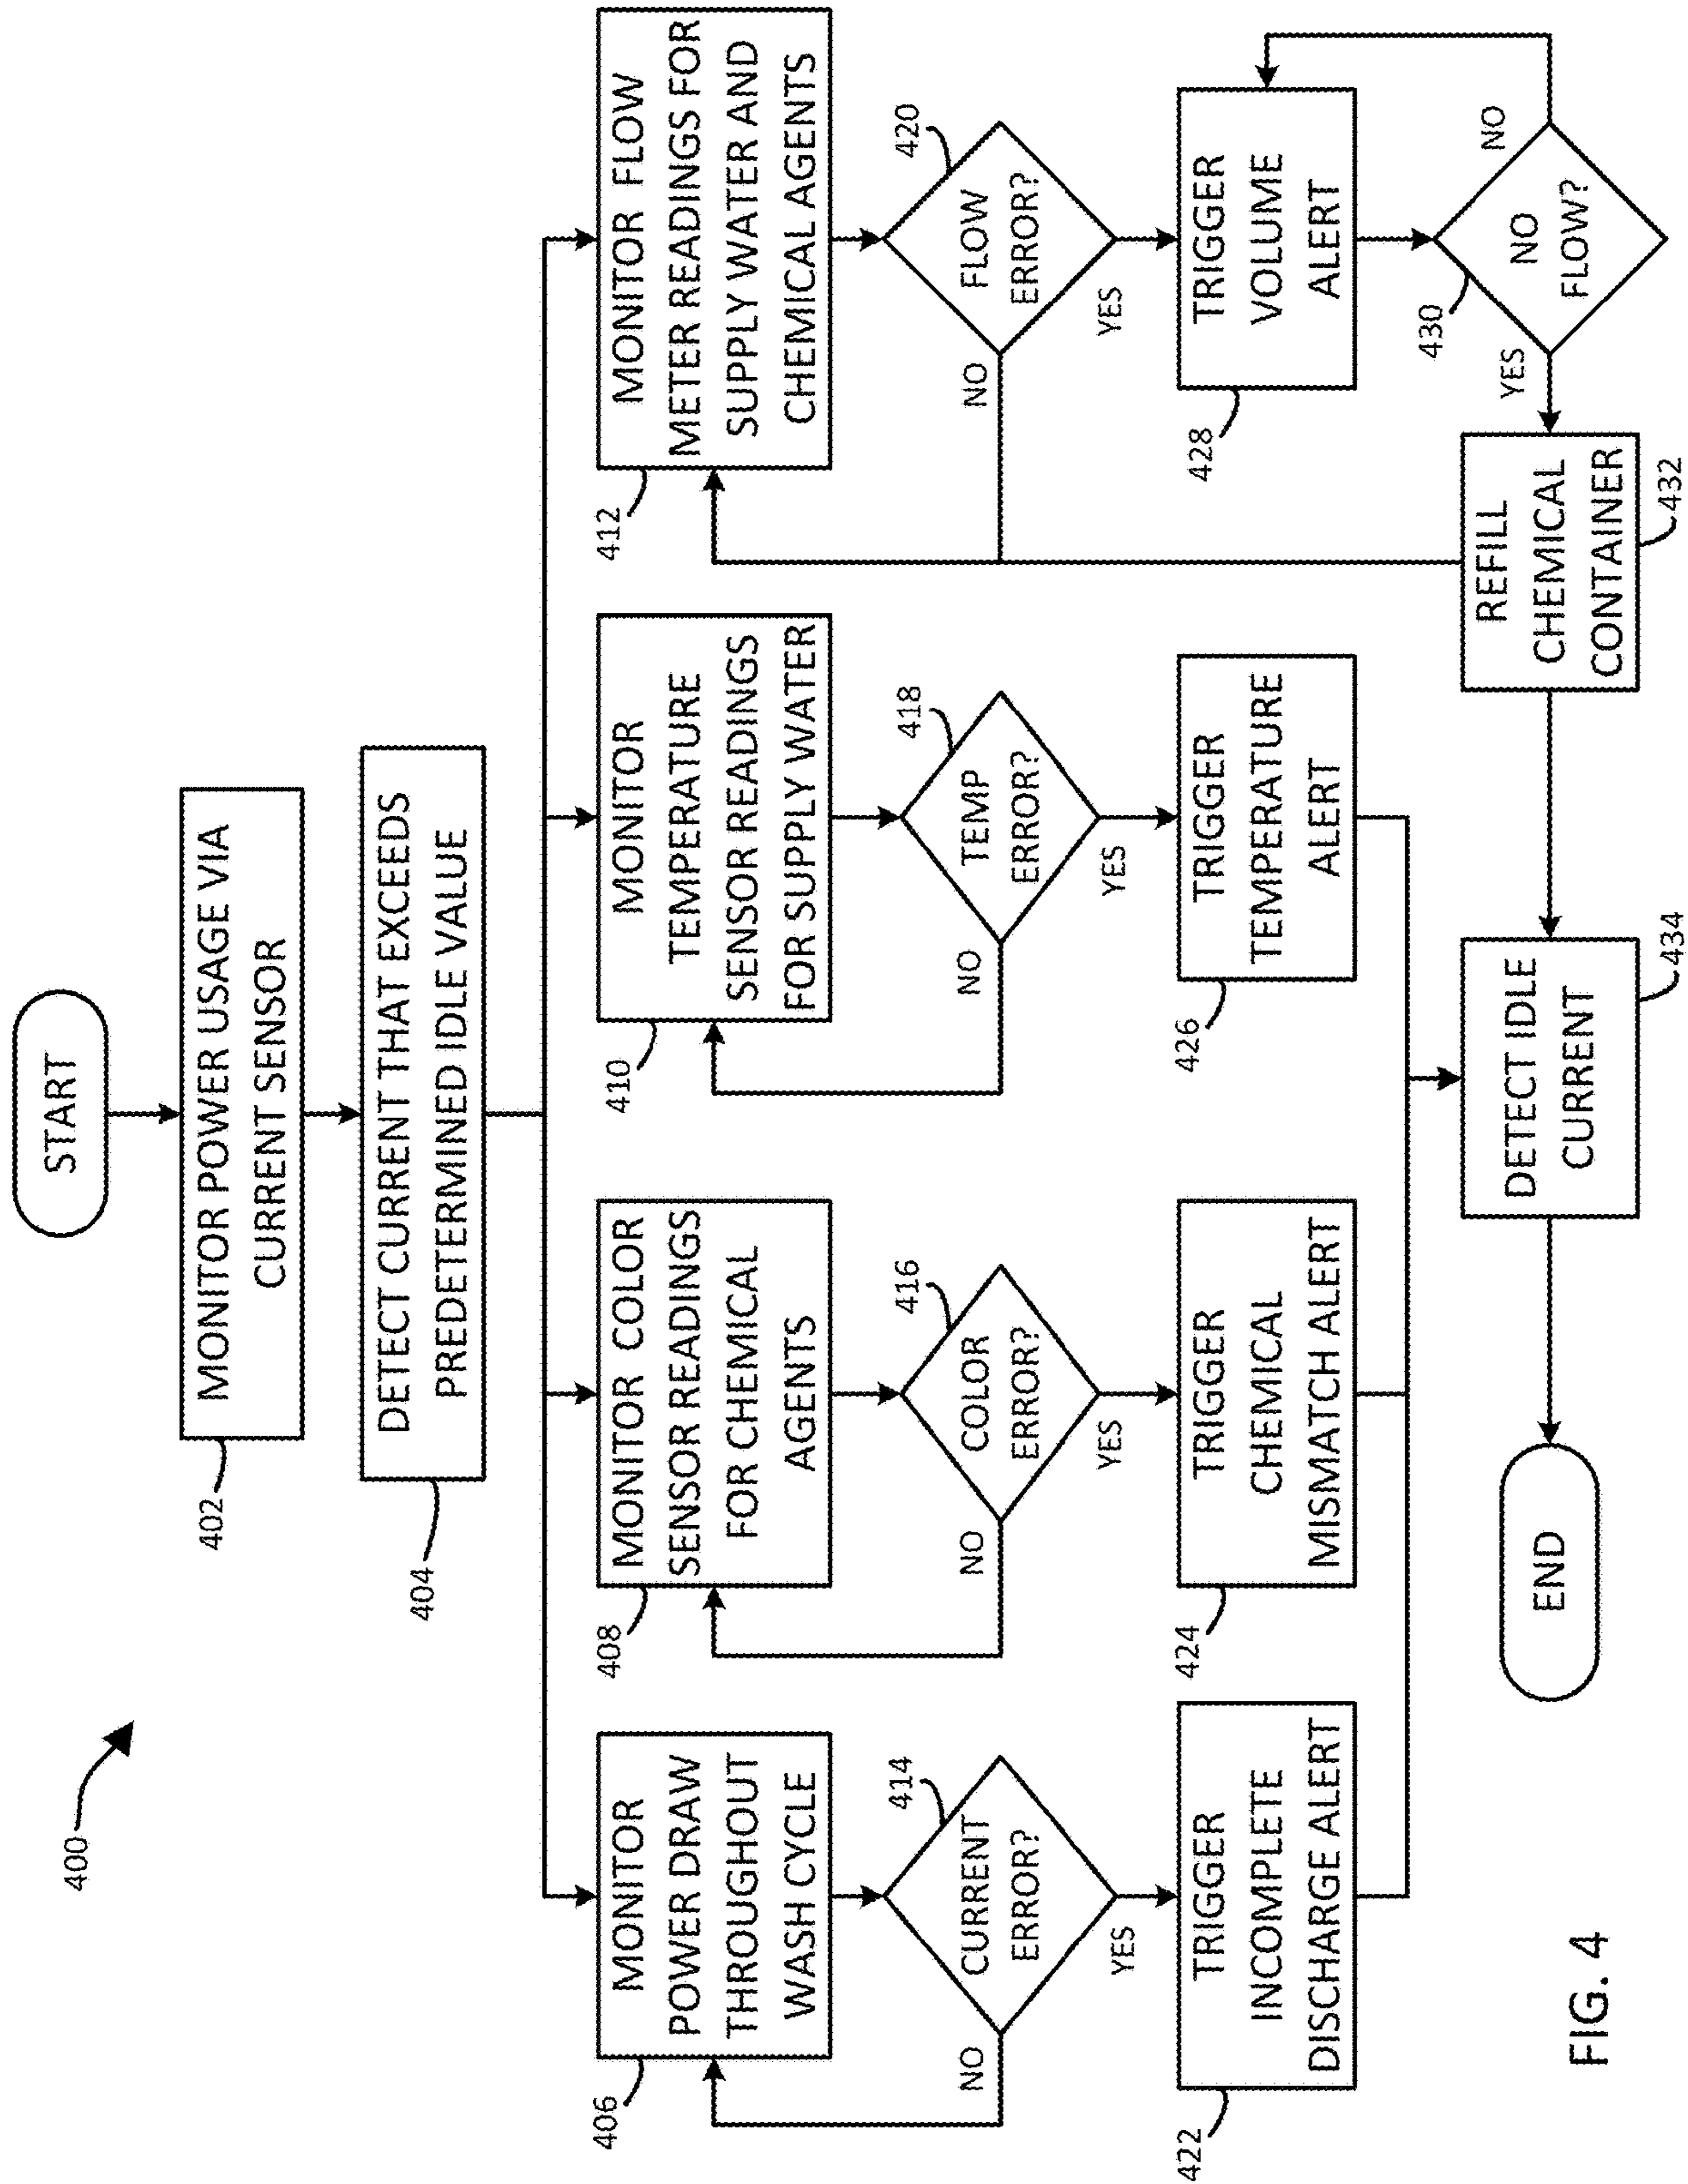 400
START
MONITOR POWER USAGE VIA
CURRENT SENSOR
402
DETECT CURRENT THAT EXCEEDS
PREDETERMINED IDLE VALUE
404
MONITOR
POWER DRAW
THROUGHOUT
WASH CYCLE
406
MONITOR COLOR
SENSOR READINGS
FOR CHEMICAL
AGENTS
408
MONITOR
TEMPERATURE
SENSOR READINGS
FOR SUPPLY WATER
410
MONITOR FLOW
METER READINGS FOR
SUPPLY WATER AND
CHEMICAL AGENTS
412
CURRENT
ERROR?
414
NO
YES
COLOR
ERROR?
416
NO
YES
TEMP
ERROR?
418
NO
YES
FLOW
ERROR?
420
NO
YES
TRIGGER
INCOMPLETE
DISCHARGE ALERT
422
TRIGGER
CHEMICAL
MISMATCH ALERT
424
TRIGGER
TEMPERATURE
ALERT
426
TRIGGER
VOLUME
ALERT
428
NO
FLOW?
430
NO
YES
REFILL
CHEMICAL
CONTAINER
432
DETECT IDLE
CURRENT
434
END
FIG. 4